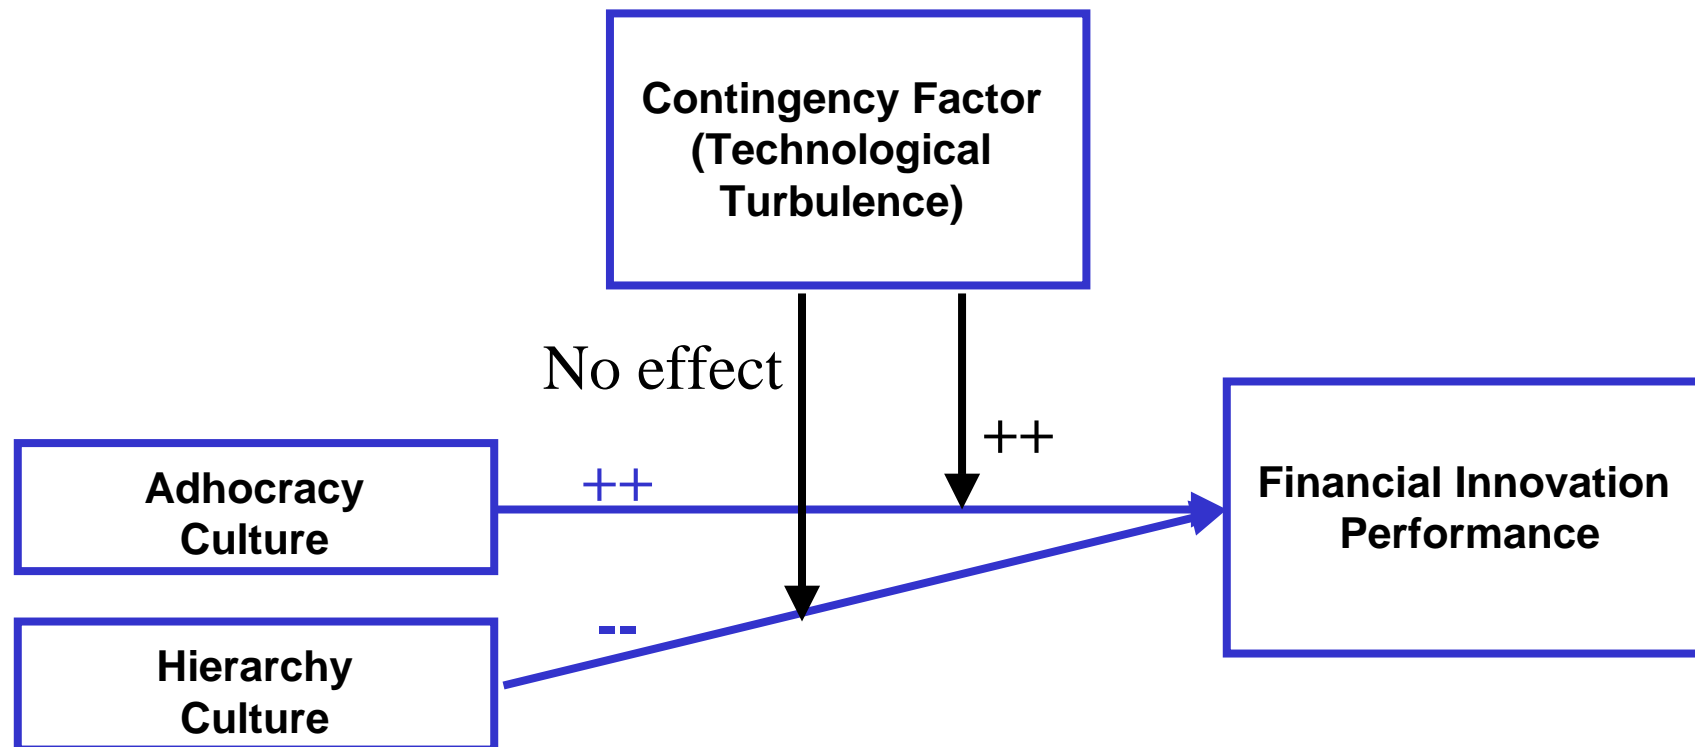 Contingency Factor
(Technological
Turbulence)
No effect
++
Adhocracy
Culture
++
Financial Innovation
Performance
Hierarchy
Culture
--